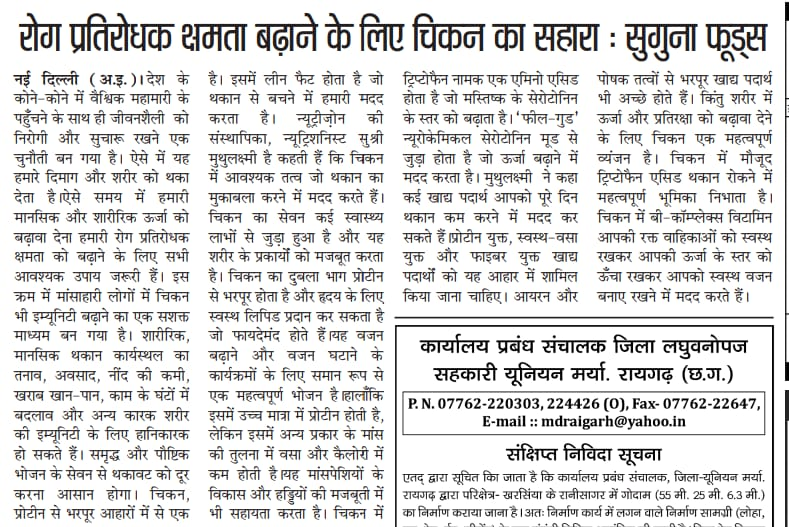 रोग प्रतिरोधक क्षमता बढ़ाने के लिए चिकन का सहारा : सुगुना फूड्स
नई दिल्ली (अ.इ.)। देश के
कोने-कोने में वैश्विक महामारी के
पहुँचने के साथ ही जीवनशैली को
निरोगी और सुचारू रखने एक
चुनौती बन गया है। ऐसे में यह
हमारे दिमाग और शरीर को थका
देता है।ऐसे समय में हमारी
मानसिक और शारीरिक ऊर्जा को
बढ़ावा देना हमारी रोग प्रतिरोधक
क्षमता को बढ़ाने के लिए सभी
आवश्यक उपाय जरूरी हैं। इस
क्रम में मांसाहारी लोगों में चिकन
भी इम्यूनिटी बढ़ाने का एक सशक्त
माध्यम बन गया है। शारीरिक,
मानसिक थकान कार्यस्थल का
तनाव, अवसाद, नींद की कमी,
खराब खान-पान, काम के घंटों में
बदलाव और अन्य कारक शरीर
की इम्युनिटी के लिए हानिकारक
हो सकते हैं। समृद्ध और पौष्टिक
भोजन के सेवन से थकावट को दूर
करना आसान होगा। चिकन,
प्रोटीन से भरपूर आहारों में से एक
है। इसमें लीन फैट होता है जो
थकान से बचने में हमारी मदद
करता है। न्यूट्रीज़ोन की
संस्थापिका, न्यूट्रिशनिस्ट सुश्री
मुथुलक्ष्मी है कहती हैं कि चिकन
में आवश्यक तत्व जो थकान का
मुकाबला करने में मदद करते हैं।
चिकन का सेवन कई स्वास्थ्य
लाभों से जुड़ा हुआ है और यह
शरीर के प्रकार्यों को मजबूत करता
है। चिकन का दुबला भाग प्रोटीन
से भरपूर होता है और हृदय के लिए
स्वस्थ लिपिड प्रदान कर सकता है
जो फायदेमंद होते हैं।यह वजन
बढ़ाने और वजन घटाने के
कार्यक्रमों के लिए समान रूप से
एक महत्वपूर्ण भोजन है।हालाँकि
इसमें उच्च मात्रा में प्रोटीन होती है,
लेकिन इसमें अन्य प्रकार के मांस
की तुलना में वसा और कैलोरी में
कम होती है।यह मांसपेशियों के
विकास और हड्डियों की मजबूती में
भी सहायता करता है। चिकन में
ट्रिप्टोफैन नामक एक एमिनो एसिड
होता है जो मस्तिष्क के सेरोटोनिन
के स्तर को बढ़ाता है। 'फील-गुड'
न्यूरोकेमिकल सेरोटोनिन मूड से
जुड़ा होता है जो ऊर्जा बढ़ाने में
मदद करता है। मुथुलक्ष्मी ने कहा
कई खाद्य पदार्थ आपको पूरे दिन
थकान कम करने में मदद कर
सकते हैं।प्रोटीन युक्त, स्वस्थ-वसा
युक्त और फाइबर युक्त खाद्य
पदार्थों को यह आहार में शामिल
किया जाना चाहिए। आयरन और
पोषक तत्वों से भरपूर खाद्य पदार्थ
भी अच्छे होते हैं। किंतु शरीर में
ऊर्जा और प्रतिरक्षा को बढ़ावा देने
के लिए चिकन एक महत्वपूर्ण
व्यंजन है। चिकन में मौजूद
ट्रिप्टोफैन एसिड थकान रोकने में
महत्वपूर्ण भूमिका निभाता है।
चिकन में बी-कॉम्प्लेक्स विटामिन
आपकी रक्त वाहिकाओं को स्वस्थ
रखकर आपकी ऊर्जा के स्तर को
ऊँचा रखकर आपको स्वस्थ वजन
बनाए रखने में मदद करते हैं।
कार्यालय प्रबंध संचालक जिला लघुवनोपज
सहकारी यूनियन मर्या. रायगढ़ (छ.ग.)
P. N. 07762-220303, 224426 (O), Fax- 07762-22647,
E-mail :: mdraigarh@yahoo.in
संक्षिप्त निविदा सूचना
एतद् द्वारा सूचित किा जाता है कि कार्यालय प्रबंध संचालक, जिला-यूनियन मर्या.
रायगढ़ द्वारा परिक्षेत्र- खरसिंया के रानीसागर में गोदाम (55 मी. 25 मी. 6.3 मी.)
का निर्माण कराया जाना है।अतः निर्माण कार्य में लगन वाले निर्माण सामग्री (लोहा,